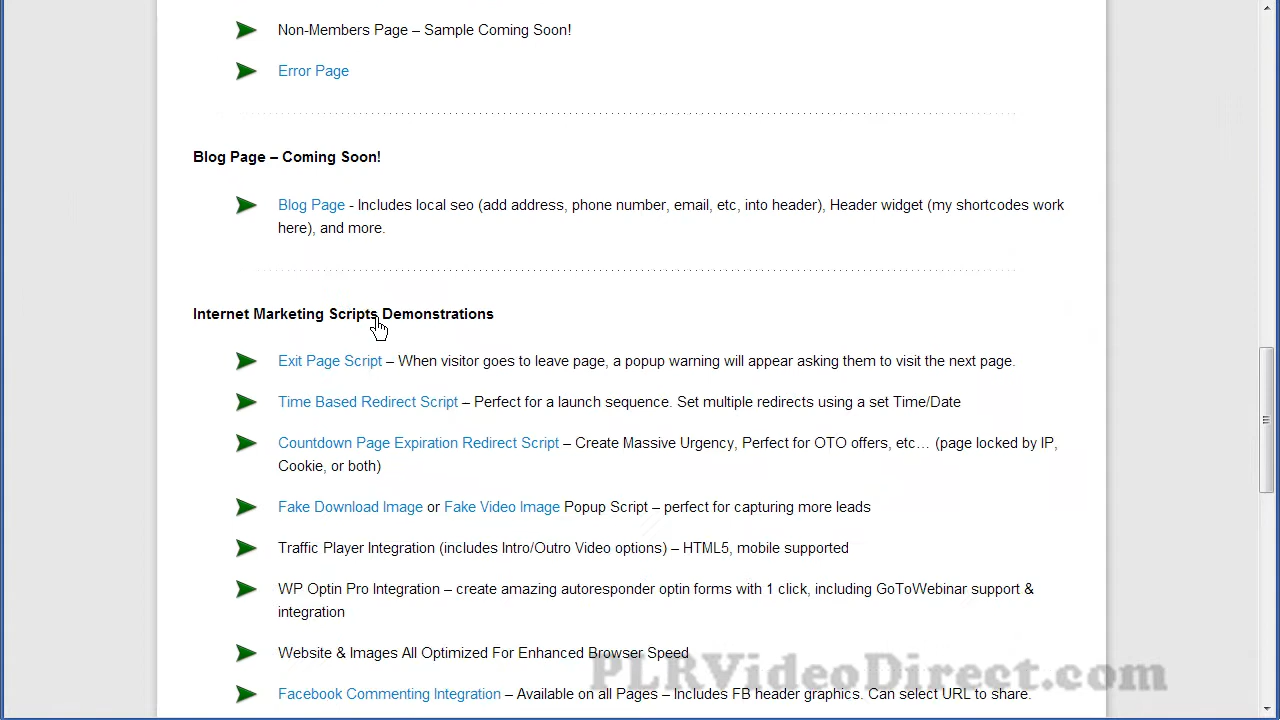 Non-Members Page – Sample Coming Soon!
Error Page
Blog Page – Coming Soon!
Blog Page - Includes local seo (add address, phone number, email, etc, into header), Header widget (my shortcodes work
here), and more.
Internet Marketing Scripts Demonstrations
Exit Page Script – When visitor goes to leave page, a popup warning will appear asking them to visit the next page.
Time Based Redirect Script – Perfect for a launch sequence. Set multiple redirects using a set Time/Date
Countdown Page Expiration Redirect Script – Create Massive Urgency, Perfect for OTO offers, etc… (page locked by IP,
Cookie, or both)
Fake Download Image or Fake Video Image Popup Script – perfect for capturing more leads
Traffic Player Integration (includes Intro/Outro Video options) – HTML5, mobile supported
WP Optin Pro Integration – create amazing autoresponder optin forms with 1 click, including GoToWebinar support &
integration
Website & Images All Optimized For Enhanced Browser Speed
PLRVideoDirect.com
Facebook Commenting Integration – Available on all Pages – Includes FB header graphics. Can select URL to share.